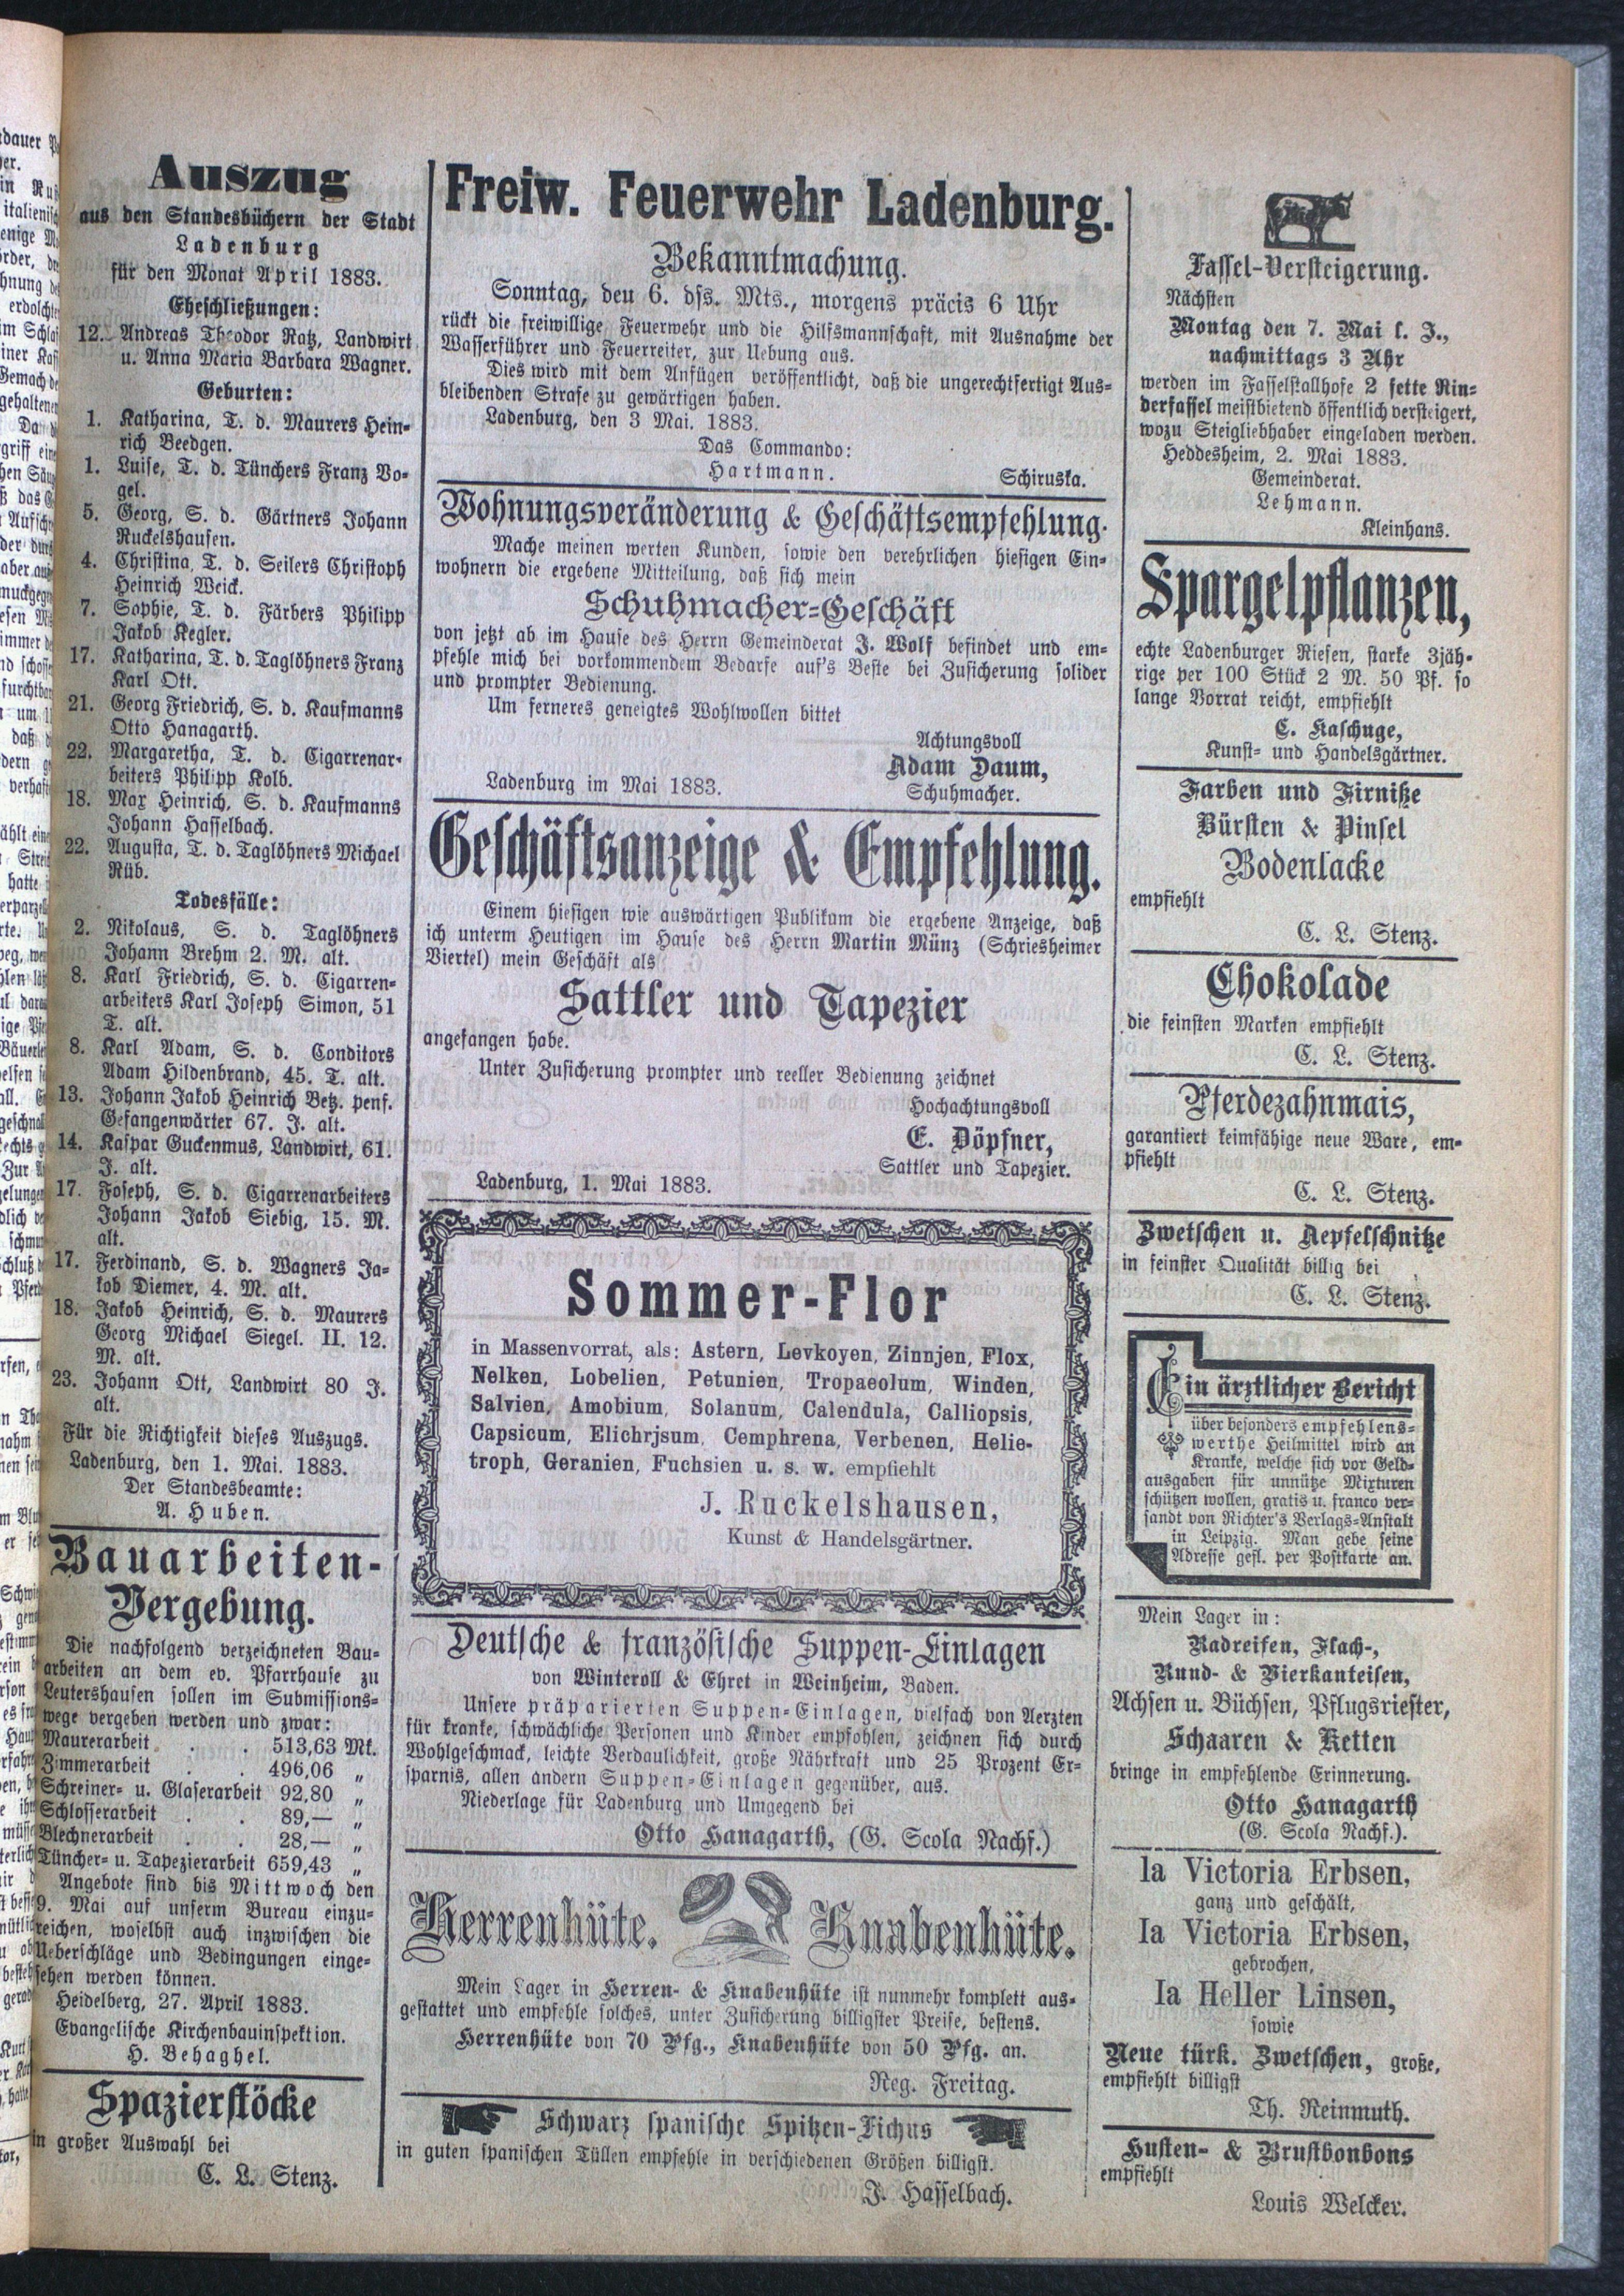 Auszug
aus den Standesbüchern der Stadt
Ladenburg
für den Monat April 1883.
Eheschließungen:
12. Andreas Theodor Ratz, Landwirt
u. Anna Maria Barbara Wagner.
Geburten:
1. Katharina, T. d. Maurers Hein-
rich Beedgen.
1. Luise, T. d. Tünchers Franz Vo-
gel.
5. Georg, S. d. Gärtners Johann
Ruckelshausen.
4. Christina, T. d. Seilers Christoph
Heinrich Weick.
7. Sophie, T. d. Färbers Philipp
Jakob Kegler.
17. Katharina, T. d. Taglöhners Franz
Karl Ott.
21. Georg Friedrich, S. d. Kaufmanns
Otto Hanagarth.
22. Margaretha, T. d. Cigarrenar-
beiters Philipp Kolb.
18. Max Heinrich, S. d. Kaufmanns
Johann Hasselbach.
22. Augusta, T. d. Taglöhners Michael
Rüb.
Todesfälle:
2. Nikolaus, S. d. Taglöhners
Johann Brehm 2. M. alt.
8. Karl Friedrich, S. d. Cigarren-
arbeiters Karl Joseph Simon, 51
T. alt.
8. Karl Adam, S. d. Conditors
Adam Hildenbrand, 45. T. alt.
13. Johann Jakob Heinrich Betz. pens.
Gefangenwärter 67. J. alt.
14. Kaspar Guckenmus, Landwirt, 61.
J. alt.
17. Foseph, S. d. Cigarrenarbeiters
Johann Jakob Siebig, 15. M.
alt.
17. Ferdinand, S. d. Wagners Ja-
kob Diemer, 4. M. alt.
18. Jakob Heinrich, S. d. Maurers
Georg Michael Siegel. II. 12.
M. alt.
23. Johann Ott, Landwirt 80 J.
alt.
Für die Richtigkeit dieses Auszugs.
Ladenburg, den 1. Mai. 1883.
Der Standesbeamte:
A. Huben.
Bauarbeiten-
Vergebung.
Die nachfolgend verzeichneten Bau-
arbeiten an dem ev. Pfarrhause zu
Leutershausen sollen im Submissions-
wege vergeben werden und zwar:
Maurerarbeit . . 513,63 Mk.
Zimmerarbeit . . 496,06 „
Schreiner- u. Glaserarbeit 92,80 „
Schlosserarbeit . . 89,— „
Blechnerarbeit . . 28,— „
Tüncher- u. Tapezierarbeit 659,43 „
Angebote sind bis Mittwoch den
9. Mai auf unserm Bureau einzu-
reichen, woselbst auch inzwischen die
Ueberschläge und Bedingungen einge-
sehen werden können.
Heidelberg, 27. April 1883.
Evangelische Kirchenbauinspektion.
H. Behaghel.
Spazierstöcke
in großer Auswahl bei
C. L. Stenz.
Freiw. Feuerwehr Ladenburg.
Bekanntmachung.
Sonntag, deu 6. dss. Mts., morgens präcis 6 Uhr
rückt die freiwillige Feuerwehr und die Hilfsmannschaft, mit Ausnahme der
Wasserführer und Feuerreiter, zur Uebung aus.
Dies wird mit dem Anfügen veröffentlicht, daß die ungerechtfertigt Aus-
bleibenden Strafe zu gewärtigen haben.
Ladenburg, den 3 Mai. 1883.
Das Commando:
Hartmann. Schiruska.
Wohnungsveränderung & Geschäftsempfehlung.
Mache meinen werten Kunden, sowie den verehrlichen hiesigen Ein-
wohnern die ergebene Mitteilung, daß sich mein
Schuhmacher-Geschäft
von jetzt ab im Hause des Herrn Gemeinderat J. Wolf befindet und em-
pfehle mich bei vorkommendem Bedarfe auf's Beste bei Zusicherung solider
und prompter Bedienung.
Um ferneres geneigtes Wohlwollen bittet
Achtungsvoll
Adam Daum,
Ladenburg im Mai 1883. Schuhmacher.
Geschäftsanzeige & Empfehlung.
Einem hiesigen wie auswärtigen Publikum die ergebene Anzeige, daß
ich unterm Heutigen im Hause des Herrn Martin Münz (Schriesheimer
Viertel) mein Geschäft als
Sattler und Tapezier
angefangen habe.
Unter Zusicherung prompter und reeller Bedienung zeichnet
Hochachtungsvoll
E. Döpfner,
Sattler und Tapezier.
Ladenburg, 1. Mai 1883.
Sommer-Flor
in Massenvorrat, als: Astern, Levkoyen, Zinnjen, Flox,
Nelken, Lobelien, Petunien, Tropaeolum, Winden,
Salvien, Amobium, Solanum, Calendula, Calliopsis,
Capsicum, Elichrjsum, Cemphrena, Verbenen, Helie-
troph, Geranien, Fuchsien u. s. w. empfiehlt
J. Ruckelshausen,
Kunst & Handelsgärtner.
Deutsche & französische Suppen-Einlagen
von Winteroll & Ehret in Weinheim, Baden.
Unsere präparierten Suppen-Einlagen, vielfach von Aerzten
für kranke, schwächliche Personen und Kinder empfohlen, zeichnen sich durch
Wohlgeschmack, leichte Verdaulichkeit, große Nährkraft und 25 Prozent Er-
sparnis, allen andern Suppen-Einlagen gegenüber, aus.
Niederlage für Ladenburg und Umgegend bei
Otto Hanagarth, (G. Scola Nachf.)
Herrenhüte. Knabenhüte.
Mein Lager in Herren- & Knabenhüte ist nunmehr komplett aus-
gestattet und empfehle solches, unter Zusicherung billigster Preise, bestens.
Herrenhüte von 70 Pfg., Knabenhüte von 50 Pfg. an.
Reg. Freitag.
Schwarz spanische Spitzen-Fichus
in guten spanischen Tüllen empfehle in verschiedenen Größen billigst.
J. Hasselbach.
Fassel-Versteigerung.
Nächsten
Montag den 7. Mai l. J.,
nachmittags 3 Uhr
werden im Fasselstallhofe 2 fette Rin-
derfassel meistbietend öffentlich versteigert,
wozu Steigliebhaber eingeladen werden.
Heddesheim, 2. Mai 1883.
Gemeinderat.
Lehmann.
Kleinhans.
Spargelpflanzen,
echte Ladenburger Riesen, starke 3jäh-
rige per 100 Stück 2 M. 50 Pf. so
lange Vorrat reicht, empfiehlt
C. Kaschuge,
Kunst- und Handelsgärtner.
Farben und Firniße
Bürsten & Pinsel
Bodenlacke
empfiehlt
C. L. Stenz.
Chokolade
die feinsten Marken empfiehlt
C. L. Stenz.
Pferdezahnmais,
garantiert keimfähige neue Ware, em-
pfiehlt
C. L. Stenz.
Zwetschen u. Aepfelschnitze
in feinster Qualität billig bei
C. L. Stenz.
Ein ärztlicher Bericht
über besonders empfehlens-
werthe Heilmittel wird an
Kranke, welche sich vor Geld-
ausgaben für unnütze Mixturen
schützen wollen, gratis u. franco ver-
sandt von Richter's Verlags-Anstalt
in Leipzig. Man gebe seine
Adresse gefl. per Postkarte an.
Mein Lager in:
Radreifen, Flach-,
Rund- & Vierkanteisen,
Achsen u. Büchsen, Pflugsriester,
Schaaren & Ketten
bringe in empfehlende Erinnerung.
Otto Hanagarth
(G. Scola Nachf.).
Ia Victoria Erbsen,
ganz und geschält,
Ia Victoria Erbsen,
gebrochen,
Ia Heller Linsen,
sowie
Neue türk. Zwetschen, große,
empfiehlt billigst
Th. Reinmuth.
Husten- & Brustbonbons
empfiehlt
Louis Welcker.